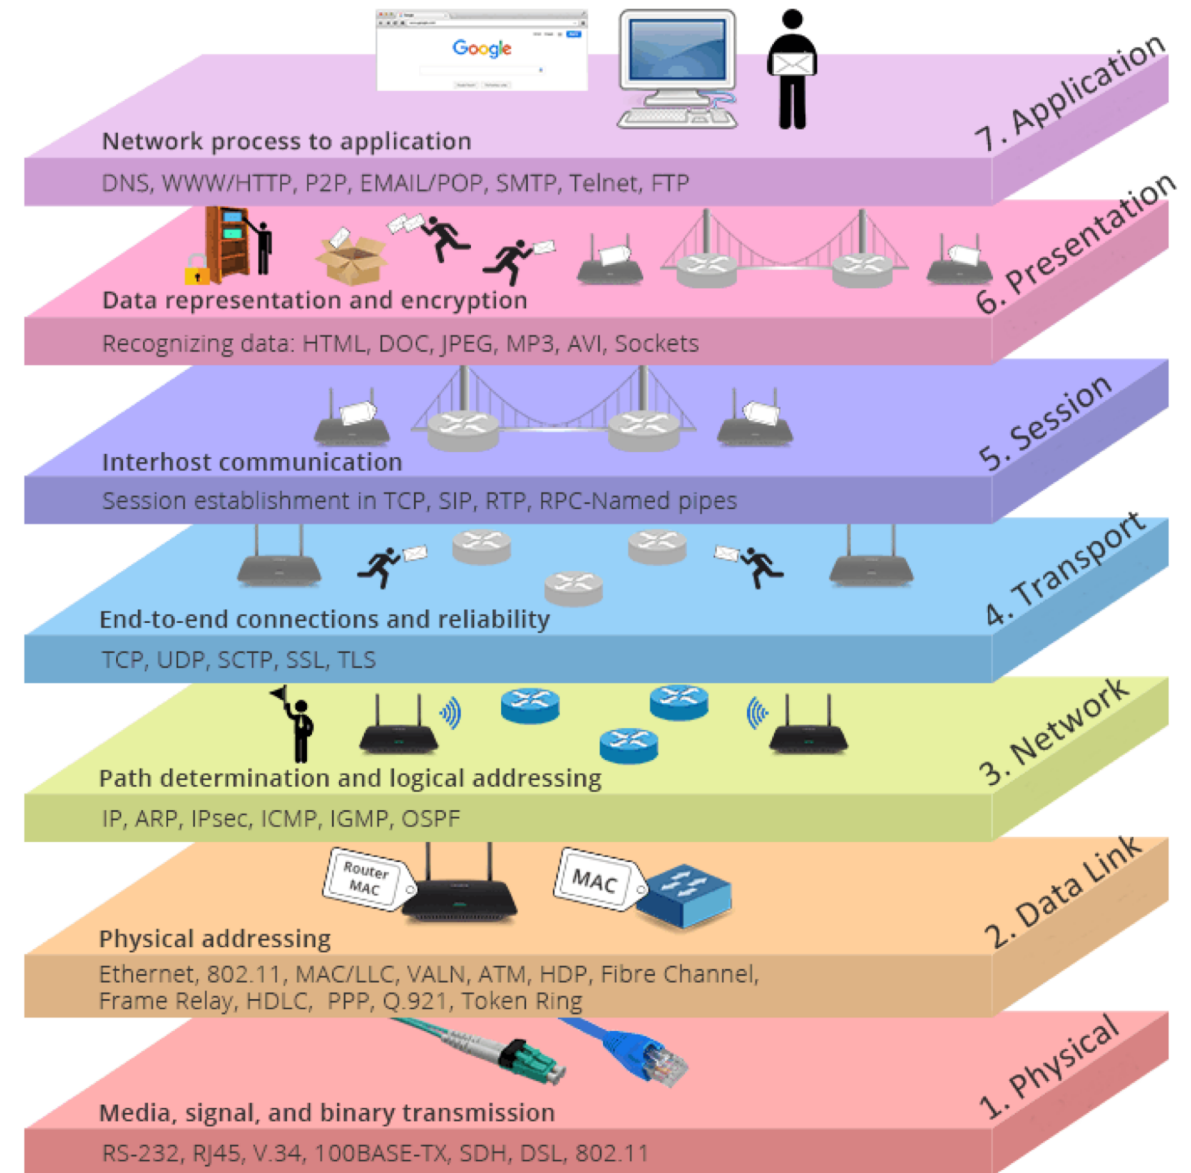 Google
7. Application
Network process to application
DNS, WWW/HTTP, P2P, EMAIL/POP, SMTP, Telnet, FTP
6. Presentation
Data representation and encryption
Recognizing data: HTML, DOC, JPEG, MP3, AVI, Sockets
5. Session
Interhost communication
Session establishment in TCP, SIP, RTP, RPC-Named pipes
4. Transport
End-to-end connections and reliability
TCP, UDP, SCTP, SSL, TLS
3. Network
Path determination and logical addressing
IP, ARP, IPsec, ICMP, IGMP, OSPF
2. Data Link
Router
MAC
MAC
Physical addressing
Ethernet, 802.11, MAC/LLC, VALN, ATM, HDP, Fibre Channel,
Frame Relay, HDLC, PPP, Q.921, Token Ring
1. Physical
Media, signal, and binary transmission
RS-232, RJ45, V.34, 100BASE-TX, SDH, DSL, 802.11